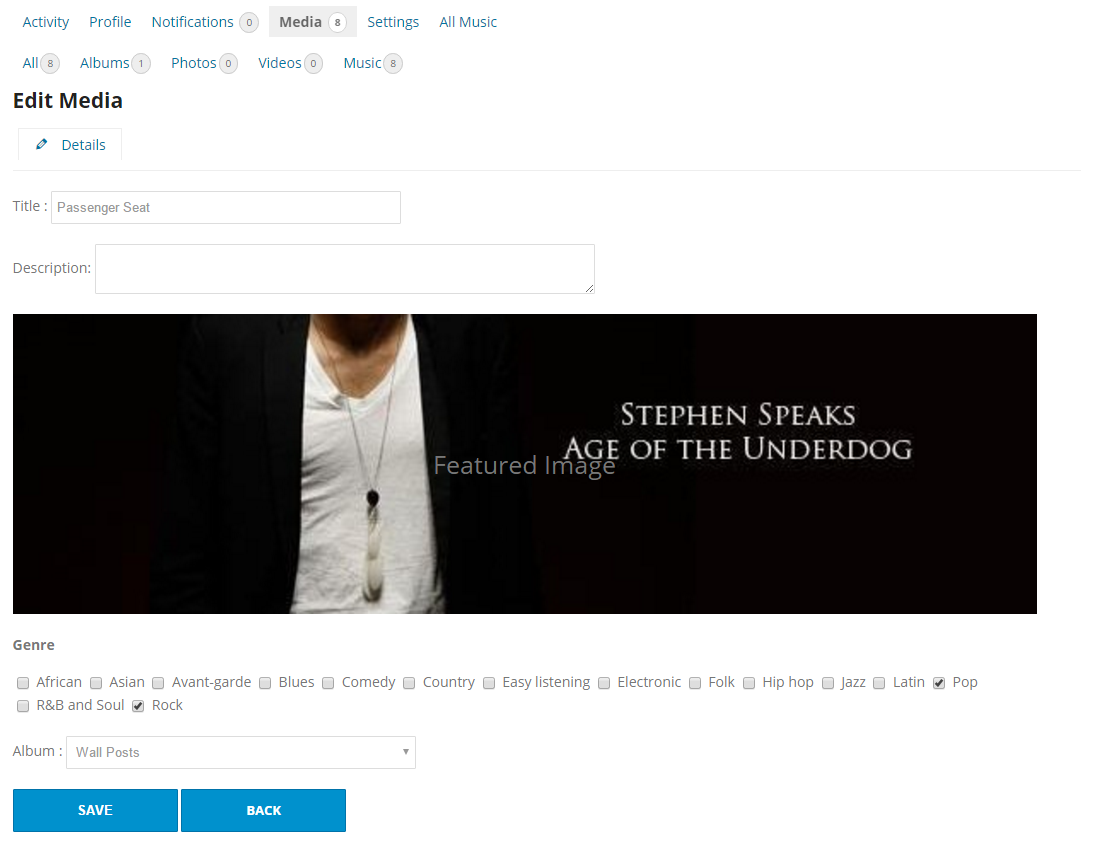 Activity Profile Notifications 0 Media 8 Settings All Music
All 8 Albums 1 Photos 0 Videos 0 Music 8
Edit Media
Details
Title : Passenger Seat
Description:
STEPHEN SPEAKS
AGE OF THE UNDERDOG
Featured Image
Genre
African Asian Avant-garde Blues Comedy Country Easy listening Electronic Folk Hip hop Jazz Latin Pop
R&B and Soul Rock
Album : Wall Posts
SAVE BACK